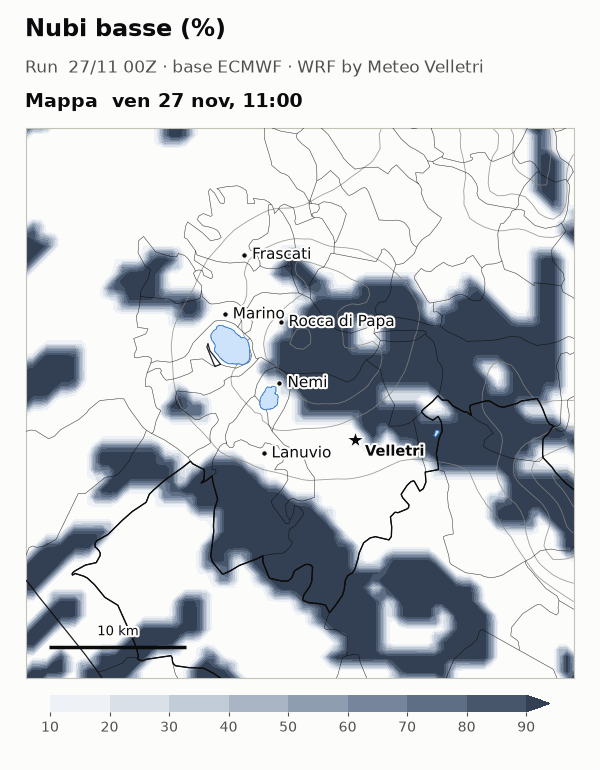 Nubi basse (%)
Run  27/11 00Z · base ECMWF · WRF by Meteo Velletri
Mappa  ven 27 nov, 11:00
Frascati
Marino
Rocca di Papa
Nemi
Velletri
Lanuvio
10 km
10 20 30 40 50 60 70 80 90